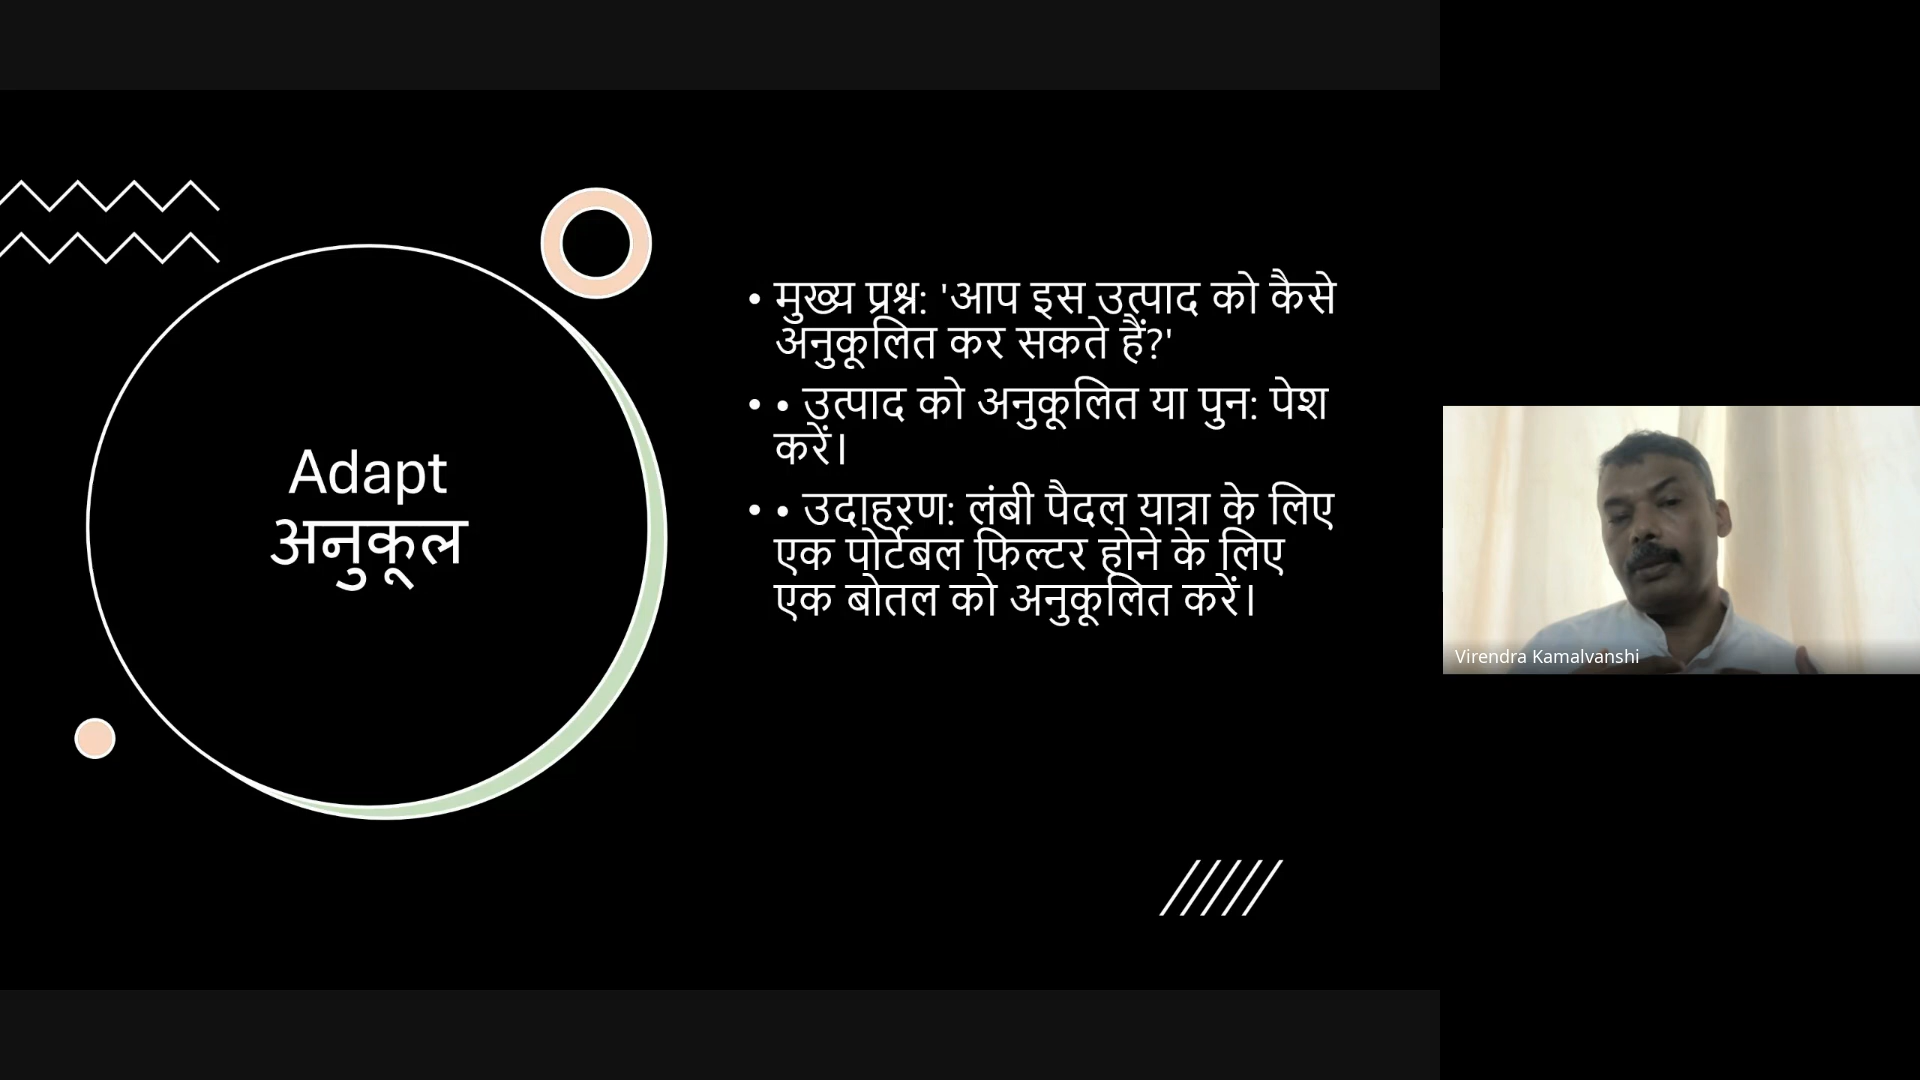 Adapt
अनुकूल
• मुख्य प्रश्न: 'आप इस उत्पाद को कैसे
अनुकूलित कर सकते हैं?'
• • उत्पाद को अनुकूलित या पुन: पेश
करें।
• • उदाहरण: लंबी पैदल यात्रा के लिए
एक पोर्टेबल फिल्टर होने के लिए
एक बोतल को अनुकूलित करें।
Virendra Kamalvanshi